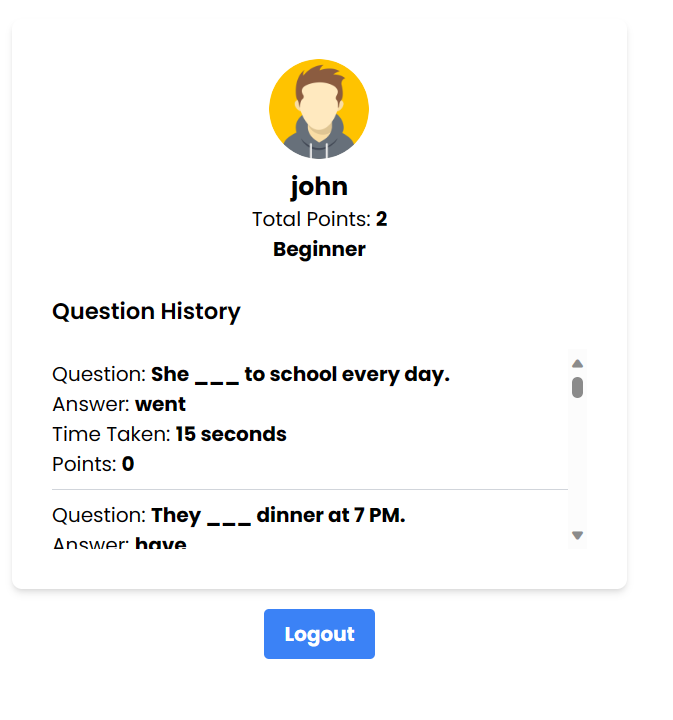 john
Total Points: 2
Beginner
Question History
Question: She ___ to school every day.
Answer: went
Time Taken: 15 seconds
Points: 0
Question: They ___ dinner at 7 PM.
Answer: have
Logout